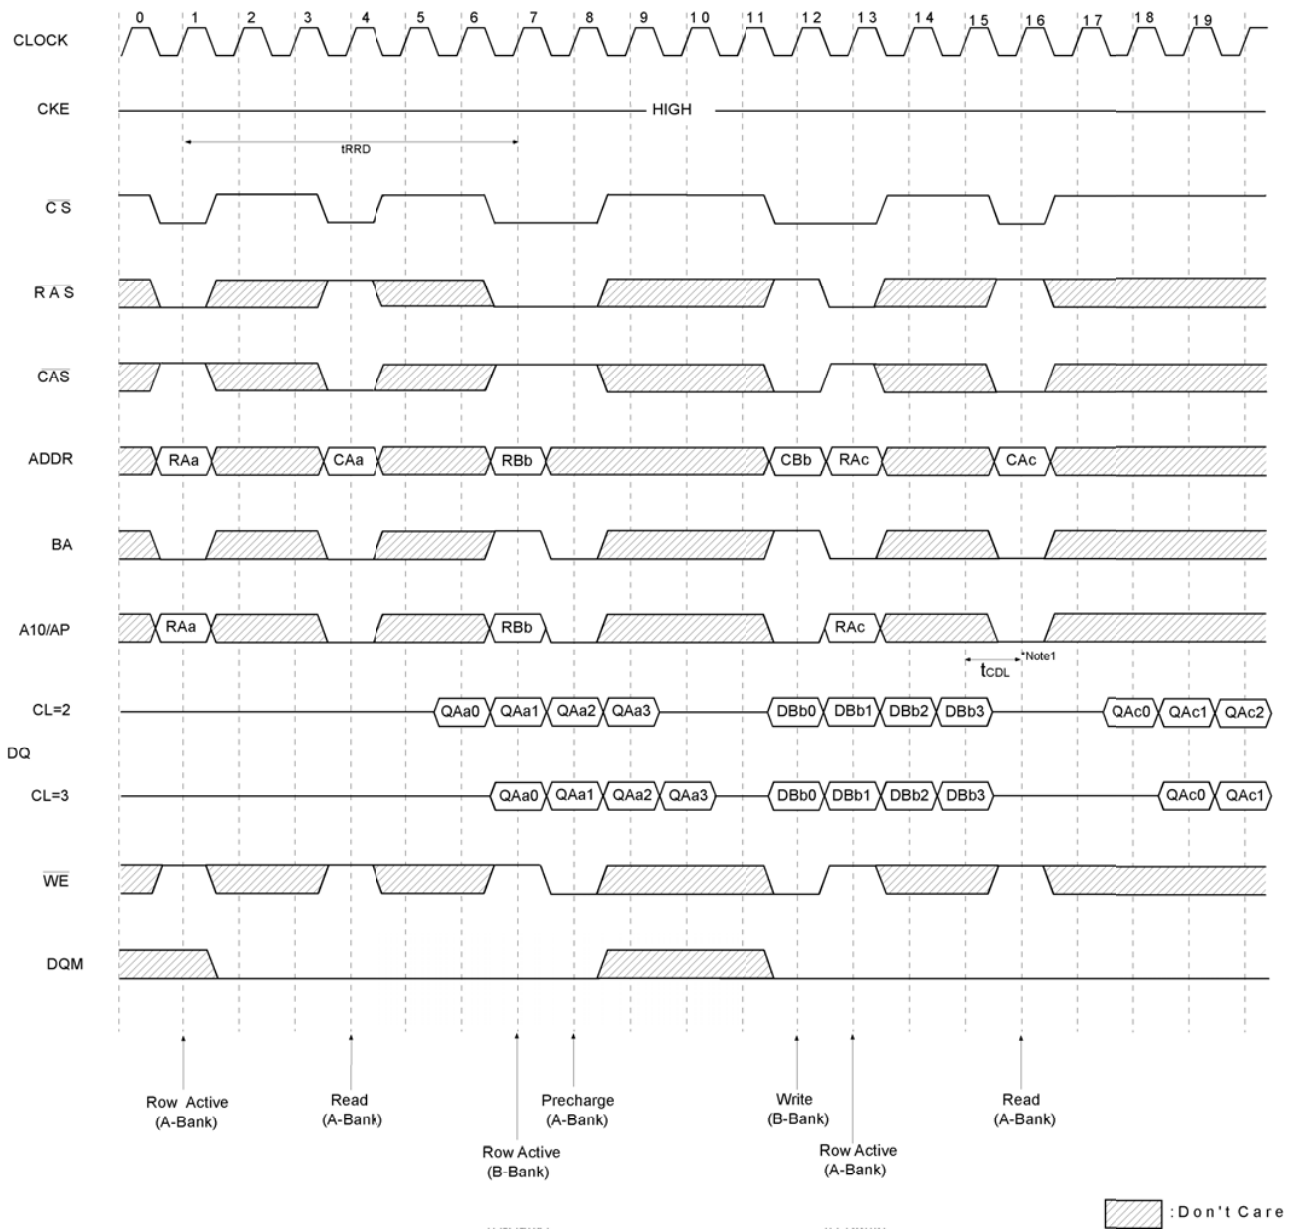 0 1 2 3 4 5 6 7 8 9 10 11 12 13 14 15 16 17 18 19
CLOCK
CKE HIGH
tRRD
CS
RAS
CAS
ADDR RAa CAa RBb CBb RAc CAc
BA
A10/AP RAa RBb RAc
tCDL *Note1
CL=2 QAa0 QAa1 QAa2 QAa3 DBb0 DBb1 DBb2 DBb3 QAc0 QAc1 QAc2
DQ
CL=3 QAa0 QAa1 QAa2 QAa3 DBb0 DBb1 DBb2 DBb3 QAc0 QAc1
WE
DQM
Row Active Read Precharge Write Read
(A-Bank) (A-Bank) (A-Bank) (B-Bank) (A-Bank)
Row Active Row Active
(B-Bank) (A-Bank)
: Don't Care